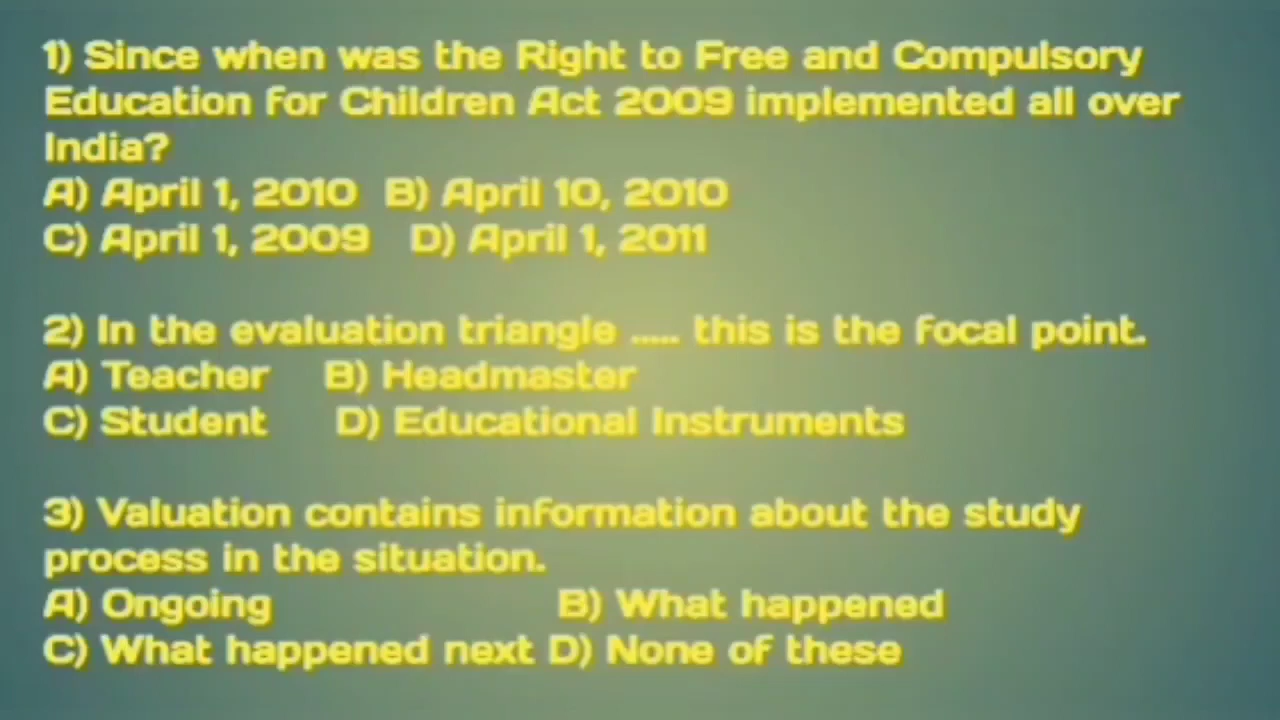 1) Since when was the Right to Free and Compulsory
Education for Children Act 2009 implemented all over
India?
A) April 1, 2010 B) April 10, 2010
C) April 1, 2009 D) April 1, 2011
2) In the evaluation triangle ..... this is the focal point.
A) Teacher B) Headmaster
C) Student D) Educational Instruments
3) Valuation contains information about the study
process in the situation.
A) Ongoing B) What happened
C) What happened next D) None of these